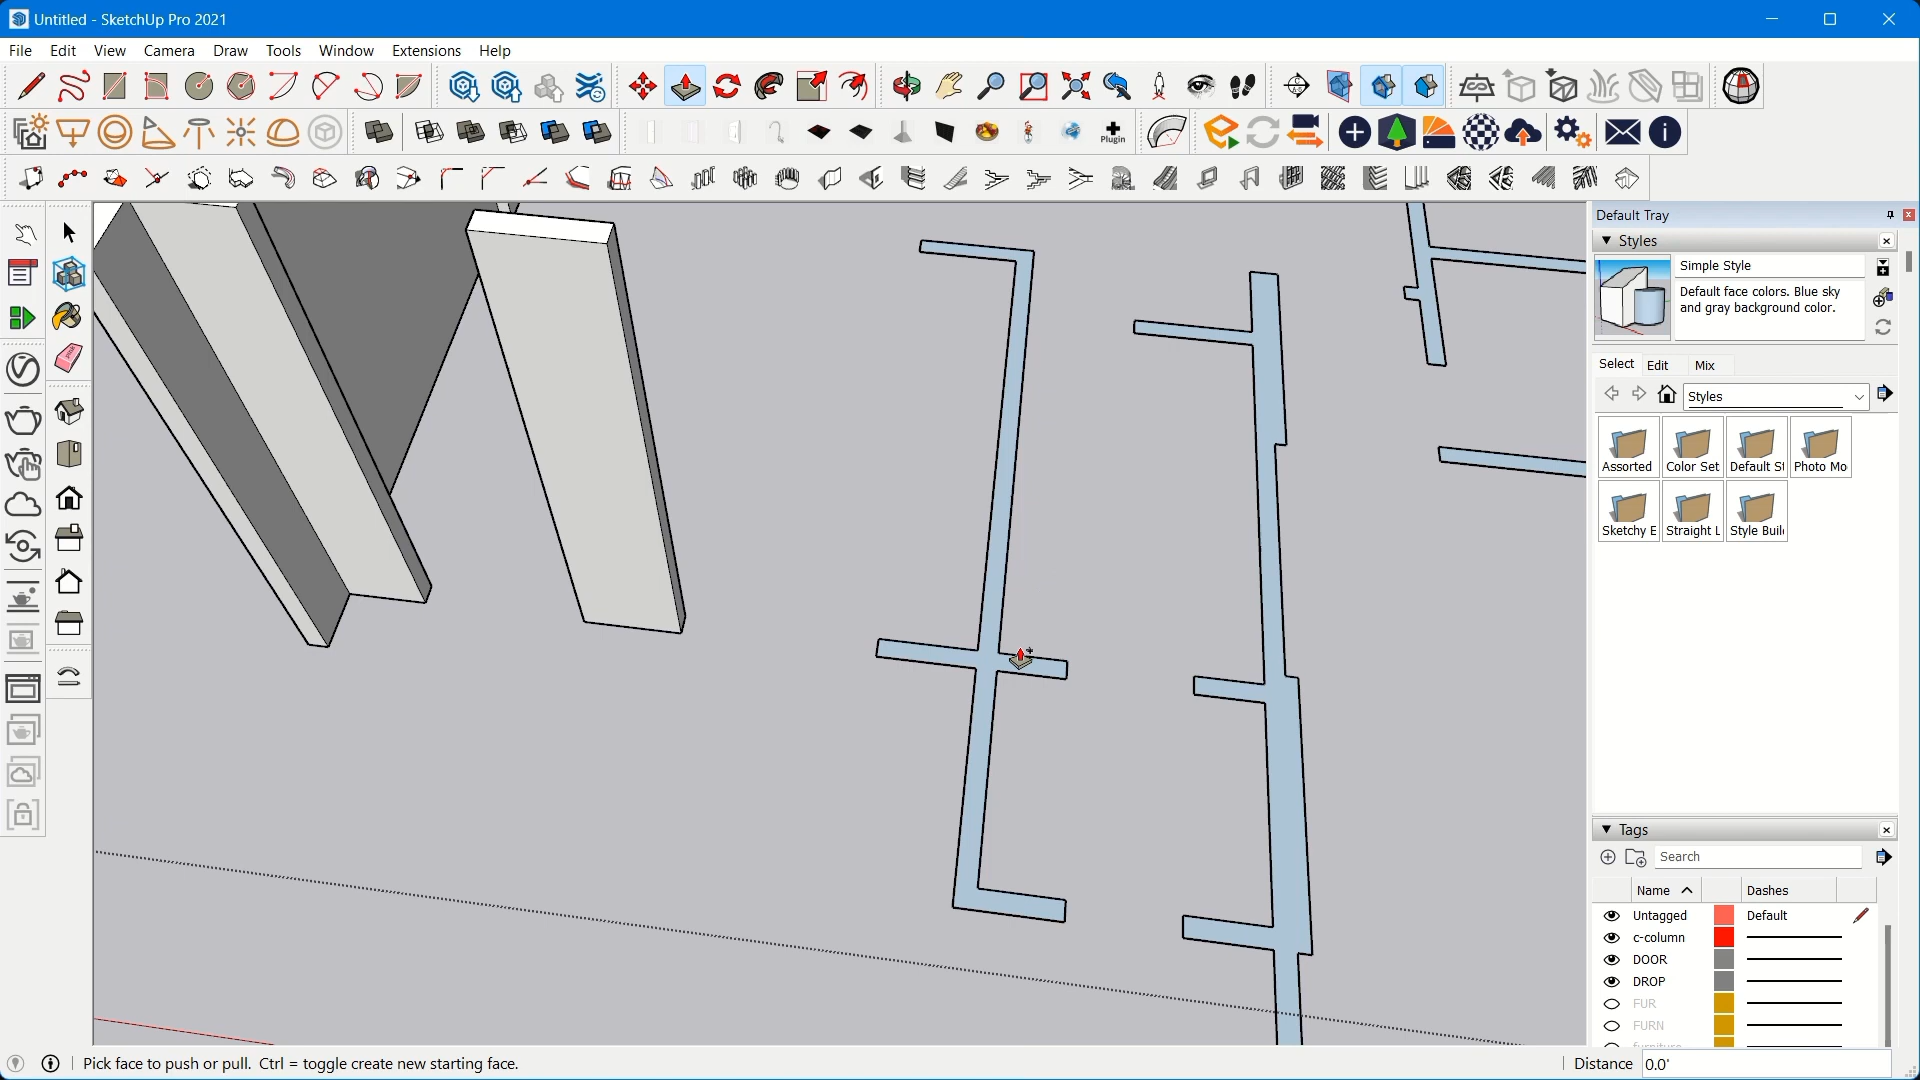 Untitled - SketchUp Pro 2021
File Edit View Camera Draw Tools Window Extensions Help
Plugin
Default Tray
Styles
Simple Style
Default face colors. Blue sky
and gray background color.
Select Edit Mix
Styles
Assorted Color Set Default St Photo Mo
Sketchy E Straight L Style Buil
Tags
Search
Name Dashes
Untagged Default
c-column
DOOR
DROP
FUR
FURN
Pick face to push or pull. Ctrl = toggle create new starting face.
Distance 0.0'